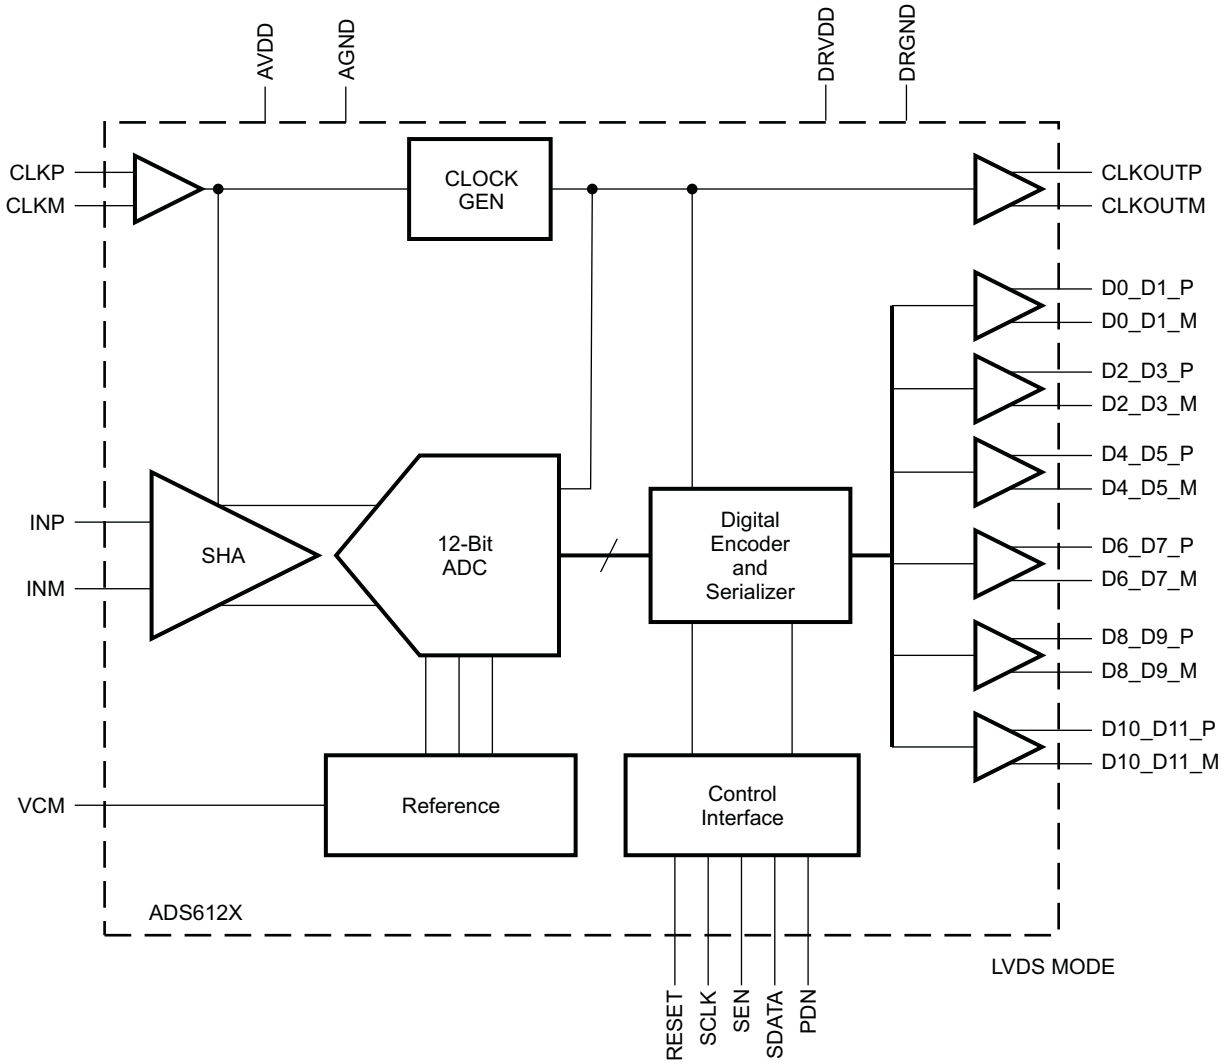 AVDD
AGND
DRVDD
DRGND
CLKP
CLKM
CLOCK
GEN
CLKOUTP
CLKOUTM
D0_D1_P
D0_D1_M
D2_D3_P
D2_D3_M
D4_D5_P
D4_D5_M
INP
INM
SHA
12-Bit
ADC
Digital
Encoder
and
Serializer
D6_D7_P
D6_D7_M
D8_D9_P
D8_D9_M
D10_D11_P
D10_D11_M
VCM
Reference
Control
Interface
ADS612X
LVDS MODE
RESET
SCLK
SEN
SDATA
PDN